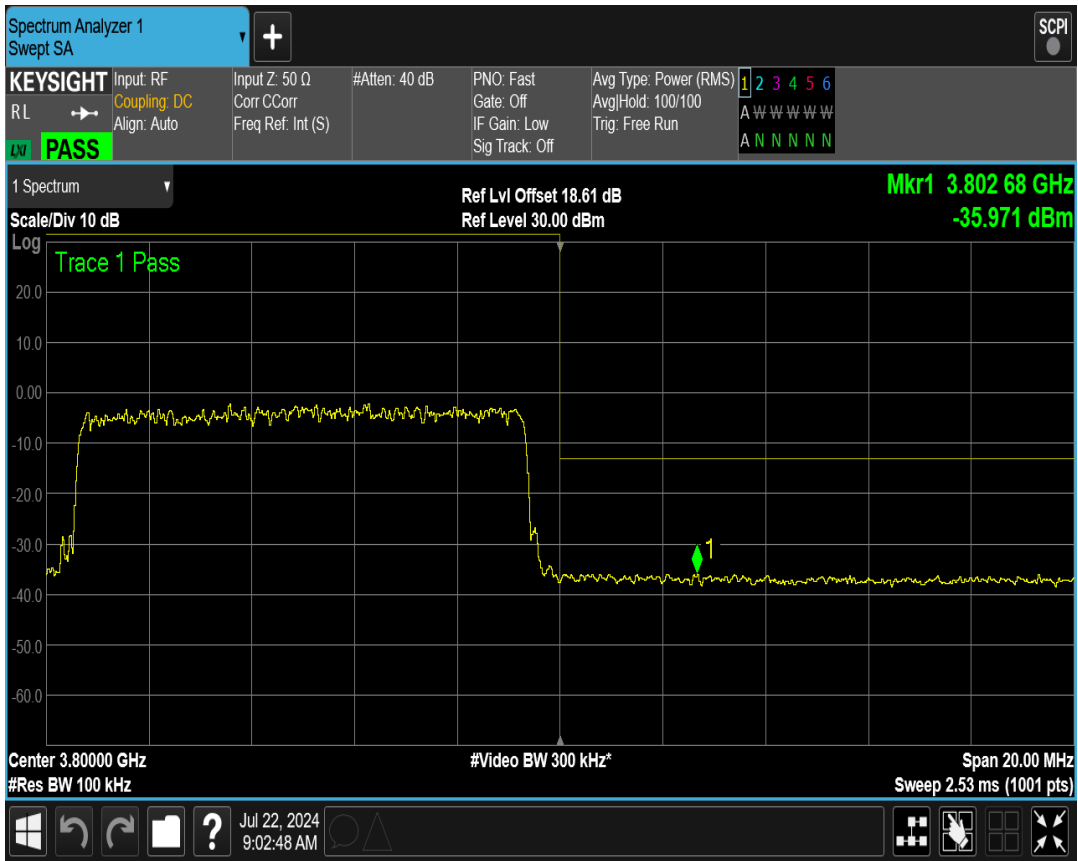 Spectrum Analyzer 1
Swept SA
+
SCPI
KEYSIGHT
RL
LXI PASS
Input: RF
Coupling: DC
Align: Auto
Input Z: 50 Ω
Corr CCorr
Freq Ref: Int (S)
#Atten: 40 dB
PNO: Fast
Gate: Off
IF Gain: Low
Sig Track: Off
Avg Type: Power (RMS)
Avg|Hold: 100/100
Trig: Free Run
1 2 3 4 5 6
A W W W W W
A N N N N N
1 Spectrum
Scale/Div 10 dB
Ref Lvl Offset 18.61 dB
Ref Level 30.00 dBm
Mkr1 3.802 68 GHz
-35.971 dBm
Log
Trace 1 Pass
20.0
10.0
0.00
-10.0
-20.0
-30.0
-40.0
-50.0
-60.0
1
Center 3.80000 GHz
#Res BW 100 kHz
#Video BW 300 kHz*
Span 20.00 MHz
Sweep 2.53 ms (1001 pts)
?
Jul 22, 2024
9:02:48 AM